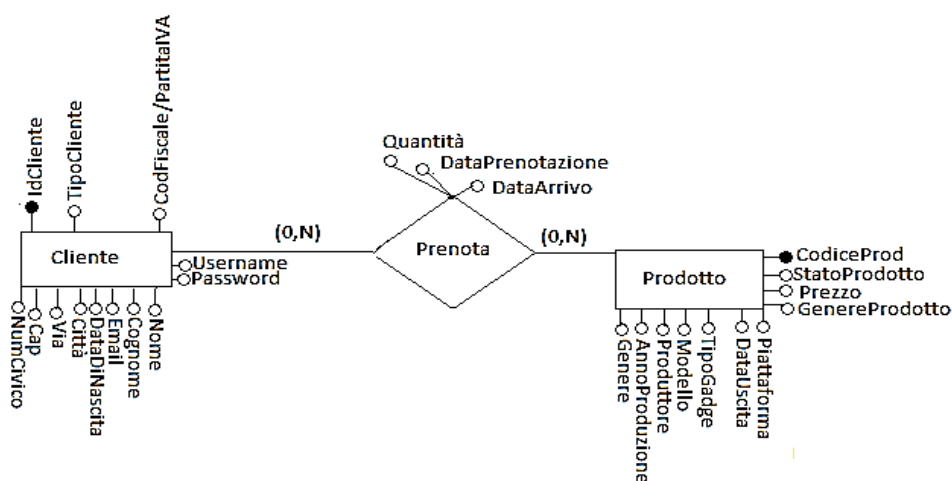 IdCliente
TipoCliente
CodFiscale/PartitaIVA
Cliente
Username
Password
NumCivico
Cap
Via
Città
DataDiNascita
Email
Cognome
Nome
(0,N)
Quantità
DataPrenotazione
DataArrivo
Prenota
(0,N)
Prodotto
CodiceProd
StatoProdotto
Prezzo
GenereProdotto
Genere
AnnoProduzione
Produttore
Modello
TipoGadge
DataUscita
Piattaforma